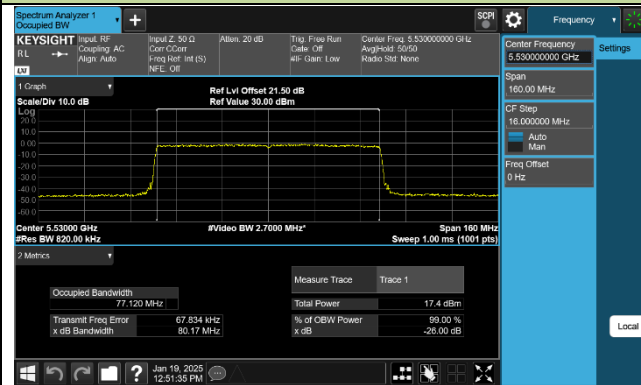 Spectrum Analyzer 1
Occupied BW
SCPI
Frequency
KEYSIGHT
RL
LXI
Input: RF
Coupling: AC
Align: Auto
Input Z: 50 Ω
Corr CCorr
Freq Ref: Int (S)
NFE: Off
Atten: 20 dB
Trig: Free Run
Gate: Off
#IF Gain: Low
Center Freq: 5.530000000 GHz
Avg|Hold: 50/50
Radio Std: None
Center Frequency
5.530000000 GHz
Settings
Span
160.00 MHz
CF Step
16.000000 MHz
Auto
Man
Freq Offset
0 Hz
Local
1 Graph
Scale/Div 10.0 dB
Ref Lvl Offset 21.50 dB
Ref Value 30.00 dBm
Log
20.0
10.0
0.00
-10.0
-20.0
-30.0
-40.0
-50.0
-60.0
Center 5.53000 GHz
#Res BW 820.00 kHz
#Video BW 2.7000 MHz*
Span 160 MHz
Sweep 1.00 ms (1001 pts)
2 Metrics
Measure Trace
Trace 1
Occupied Bandwidth
77.120 MHz
Total Power
17.4 dBm
Transmit Freq Error
67.834 kHz
% of OBW Power
99.00 %
x dB Bandwidth
80.17 MHz
x dB
-26.00 dB
?
Jan 19, 2025
12:51:35 PM